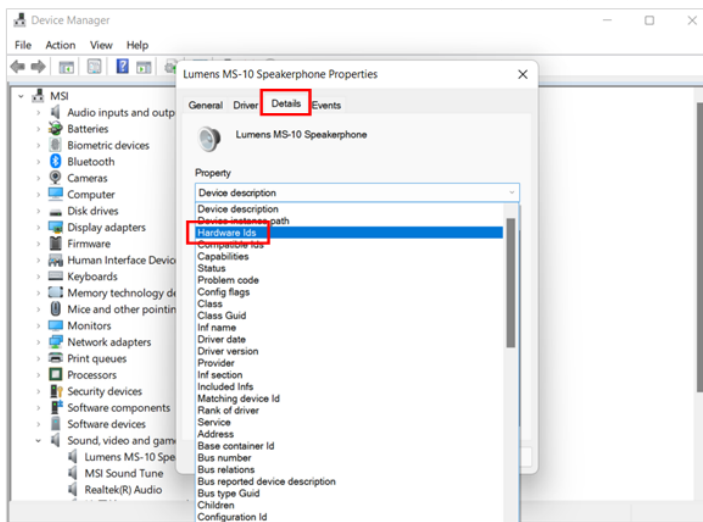 Device Manager
File Action View Help
Lumens MS-10 Speakerphone Properties
General Driver Details Events
Lumens MS-10 Speakerphone
Property
Device description
Device description
Device instance path
Hardware Ids
Compatible Ids
Capabilities
Status
Problem code
Config flags
Class
Class Guid
Inf name
Driver date
Driver version
Provider
Inf section
Included Infs
Matching device Id
Rank of driver
Service
Address
Base container Id
Bus number
Bus relations
Bus reported device description
Bus type Guid
Children
Configuration Id
MSI
Audio inputs and outp
Batteries
Biometric devices
Bluetooth
Cameras
Computer
Disk drives
Display adapters
Firmware
Human Interface Devic
Keyboards
Memory technology de
Mice and other pointin
Monitors
Network adapters
Print queues
Processors
Security devices
Software components
Software devices
Sound, video and gam
Lumens MS-10 Spe
MSI Sound Tune
Realtek(R) Audio